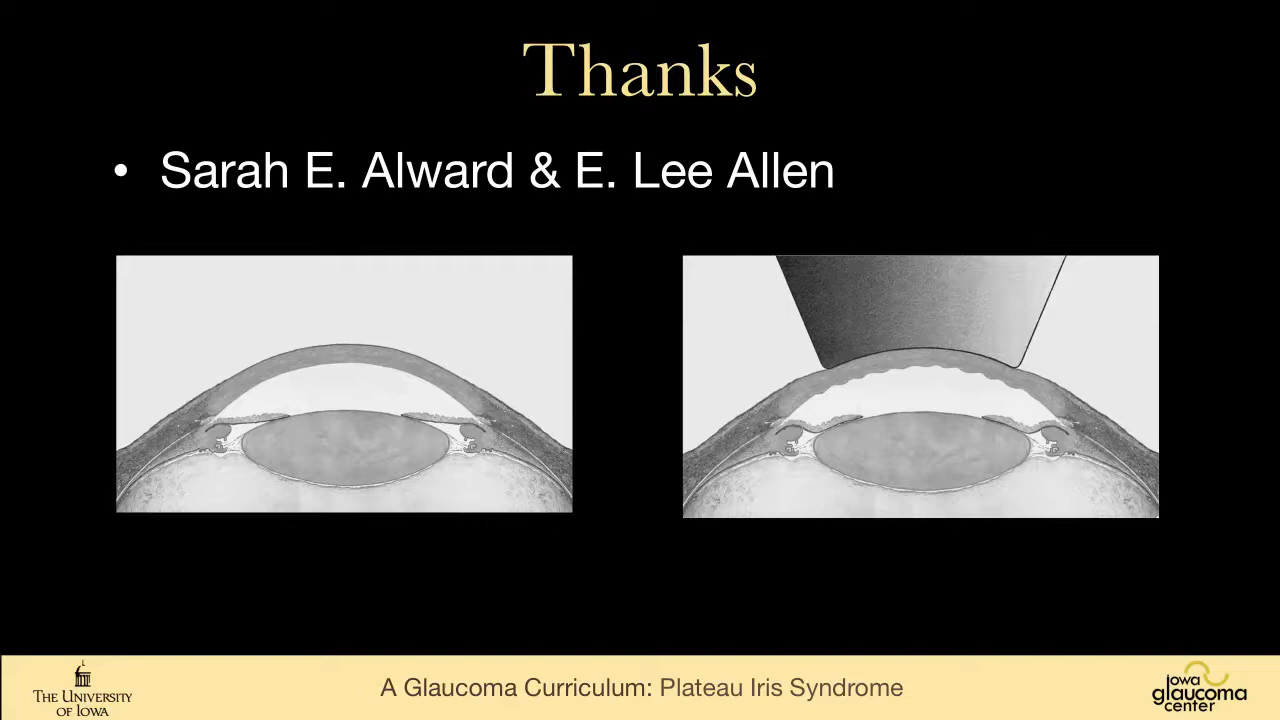 Thanks
• Sarah E. Alward & E. Lee Allen
THE UNIVERSITY
OF IOWA
A Glaucoma Curriculum: Plateau Iris Syndrome
iowa
glaucoma
center